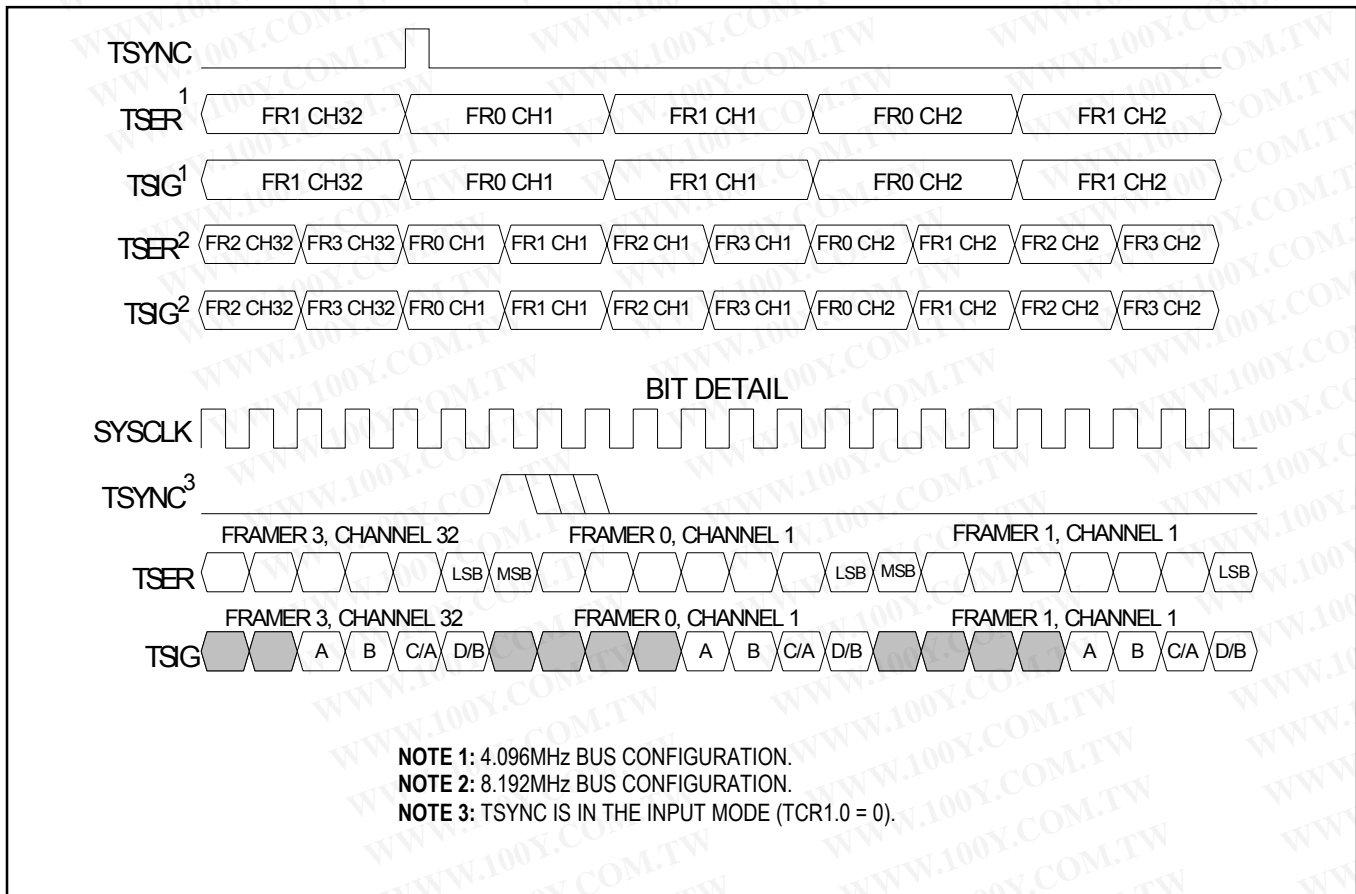 TSYNC
TSER1 FR1 CH32 FR0 CH1 FR1 CH1 FR0 CH2 FR1 CH2
TSIG1 FR1 CH32 FR0 CH1 FR1 CH1 FR0 CH2 FR1 CH2
TSER2 FR2 CH32 FR3 CH32 FR0 CH1 FR1 CH1 FR2 CH1 FR3 CH1 FR0 CH2 FR1 CH2 FR2 CH2 FR3 CH2
TSIG2 FR2 CH32 FR3 CH32 FR0 CH1 FR1 CH1 FR2 CH1 FR3 CH1 FR0 CH2 FR1 CH2 FR2 CH2 FR3 CH2
BIT DETAIL
SYSCLK
TSYNC3
FRAMER 3, CHANNEL 32 FRAMER 0, CHANNEL 1 FRAMER 1, CHANNEL 1
TSER LSB MSB LSB MSB LSB
FRAMER 3, CHANNEL 32 FRAMER 0, CHANNEL 1 FRAMER 1, CHANNEL 1
TSIG A B C/A D/B A B C/A D/B A B C/A D/B
NOTE 1: 4.096MHz BUS CONFIGURATION.
NOTE 2: 8.192MHz BUS CONFIGURATION.
NOTE 3: TSYNC IS IN THE INPUT MODE (TCR1.0 = 0).
WWW.100Y.COM.TW